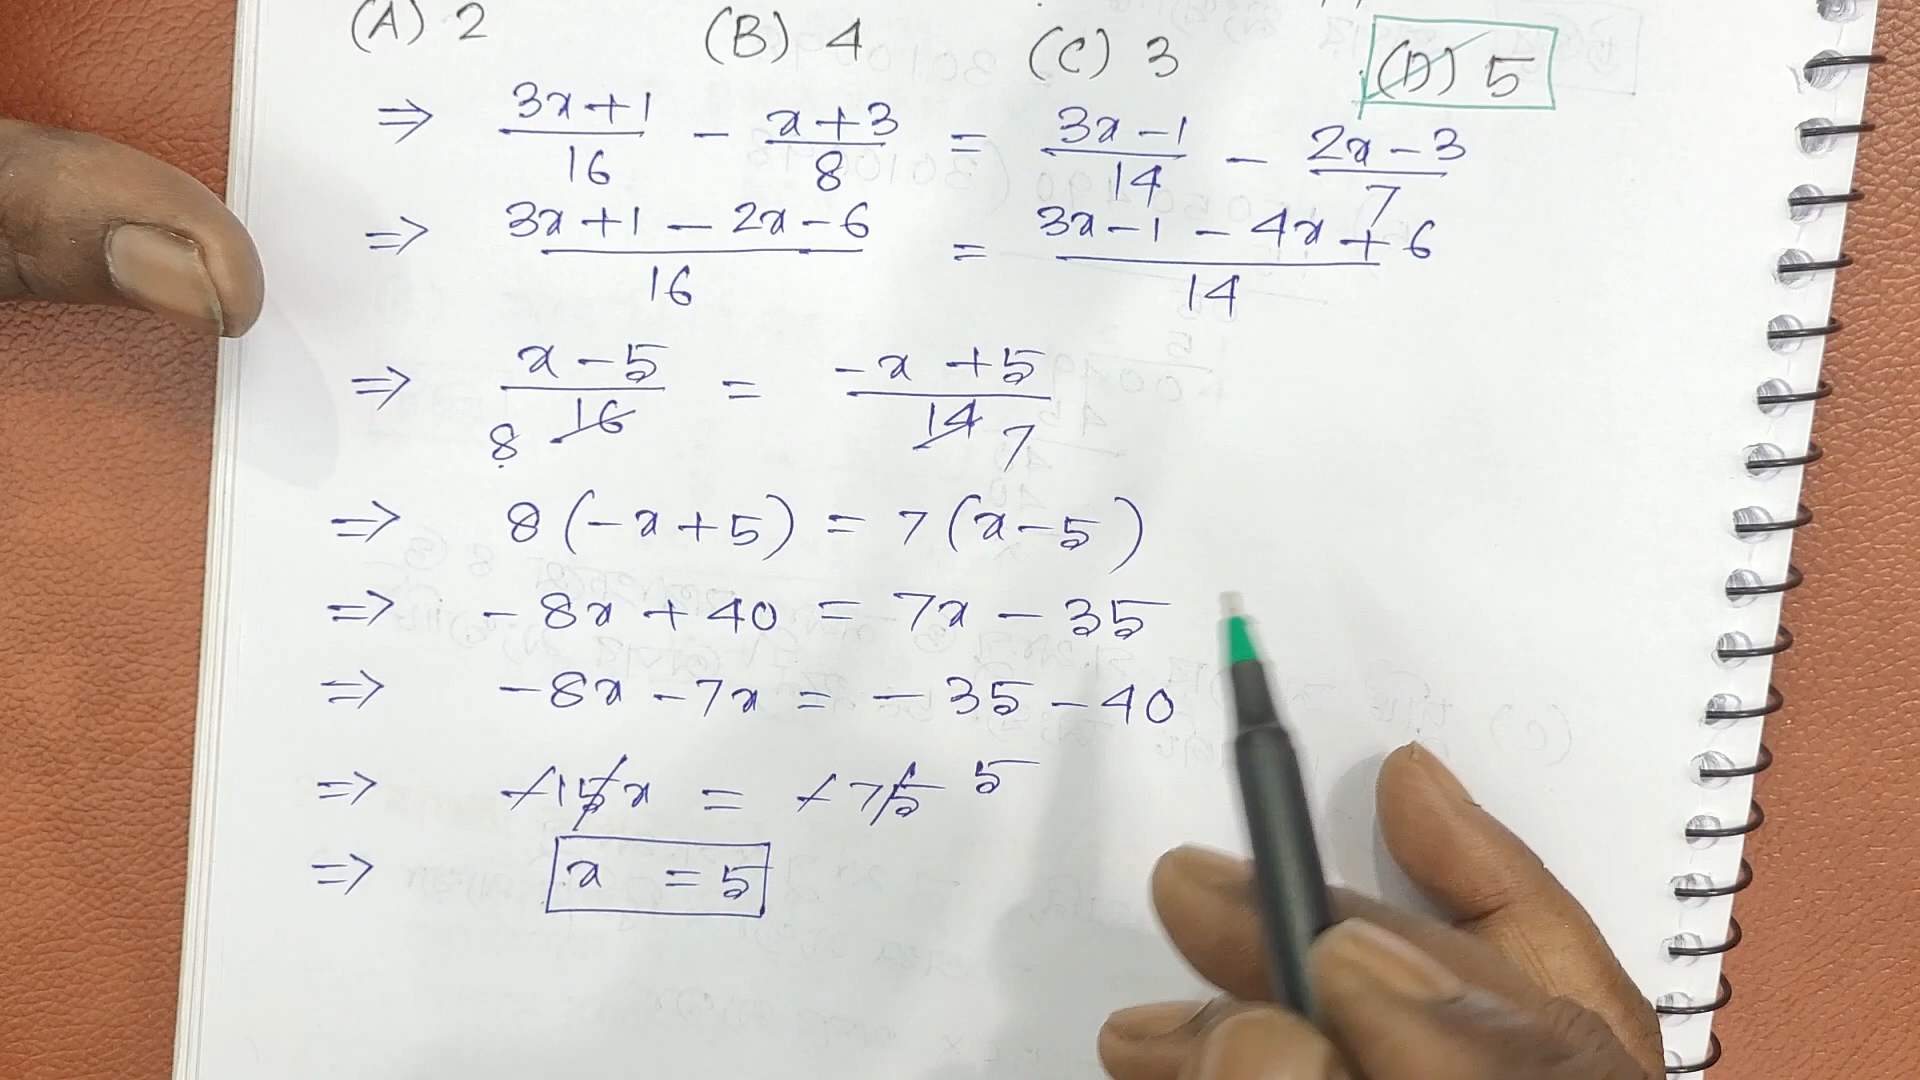 (A) 2 (B) 4 (C) 3 (D) 5
⇒ (3x+1)/16 - (x+3)/8 = (3x-1)/14 - (2x-3)/7
⇒ (3x+1-2x-6)/16 = (3x-1-4x+6)/14
⇒ (x-5)/16 8 = (-x+5)/14 7
⇒ 8(-x+5) = 7(x-5)
⇒ -8x+40 = 7x-35
⇒ -8x-7x = -35-40
⇒ -15x = -75 5
⇒ x = 5